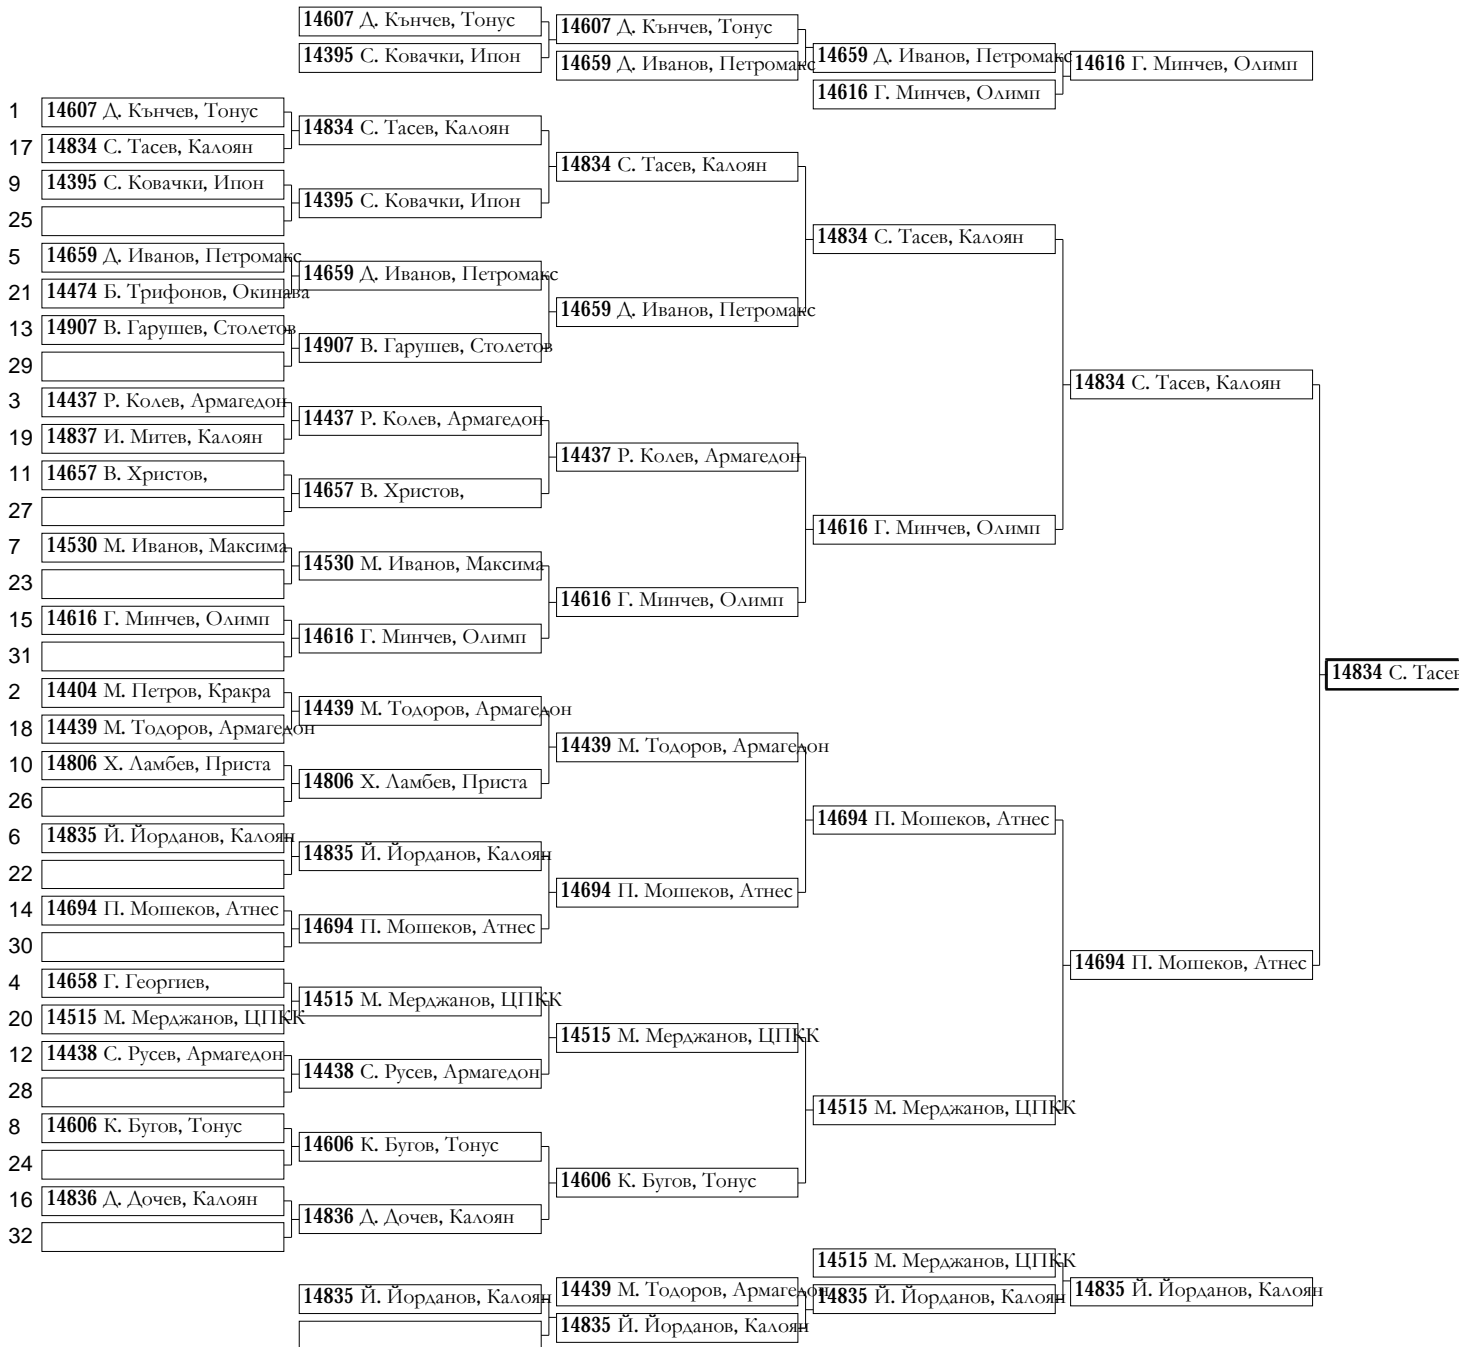 14607 Д. Кънчев, Тонус
14395 С. Ковачки, Ипон
14607 Д. Кънчев, Тонус
14659 Д. Иванов, Петромакс
14659 Д. Иванов, Петромакс
14616 Г. Минчев, Олимп
14616 Г. Минчев, Олимп
1 14607 Д. Кънчев, Тонус
17 14834 С. Тасев, Калоян
9 14395 С. Ковачки, Ипон
25
5 14659 Д. Иванов, Петромакс
21 14474 Б. Трифонов, Окинава
13 14907 В. Гарушев, Столетов
29
3 14437 Р. Колев, Армагедон
19 14837 И. Митев, Калоян
11 14657 В. Христов,
27
7 14530 М. Иванов, Максима
23
15 14616 Г. Минчев, Олимп
31
2 14404 М. Петров, Кракра
18 14439 М. Тодоров, Армагедон
10 14806 Х. Ламбев, Приста
26
6 14835 Й. Йорданов, Калоян
22
14 14694 П. Мошеков, Атнес
30
4 14658 Г. Георгиев,
20 14515 М. Мерджанов, ЦПКК
12 14438 С. Русев, Армагедон
28
8 14606 К. Бугов, Тонус
24
16 14836 Д. Дочев, Калоян
32
14834 С. Тасев, Калоян
14395 С. Ковачки, Ипон
14659 Д. Иванов, Петромакс
14907 В. Гарушев, Столетов
14437 Р. Колев, Армагедон
14657 В. Христов,
14530 М. Иванов, Максима
14616 Г. Минчев, Олимп
14439 М. Тодоров, Армагедон
14806 Х. Ламбев, Приста
14835 Й. Йорданов, Калоян
14694 П. Мошеков, Атнес
14515 М. Мерджанов, ЦПКК
14438 С. Русев, Армагедон
14606 К. Бугов, Тонус
14836 Д. Дочев, Калоян
14834 С. Тасев, Калоян
14659 Д. Иванов, Петромакс
14437 Р. Колев, Армагедон
14616 Г. Минчев, Олимп
14439 М. Тодоров, Армагедон
14694 П. Мошеков, Атнес
14515 М. Мерджанов, ЦПКК
14606 К. Бугов, Тонус
14834 С. Тасев, Калоян
14616 Г. Минчев, Олимп
14694 П. Мошеков, Атнес
14515 М. Мерджанов, ЦПКК
14834 С. Тасев, Калоян
14694 П. Мошеков, Атнес
14834 С. Тасев
14835 Й. Йорданов, Калоян
14439 М. Тодоров, Армагедон
14835 Й. Йорданов, Калоян
14515 М. Мерджанов, ЦПКК
14835 Й. Йорданов, Калоян
14835 Й. Йорданов, Калоян